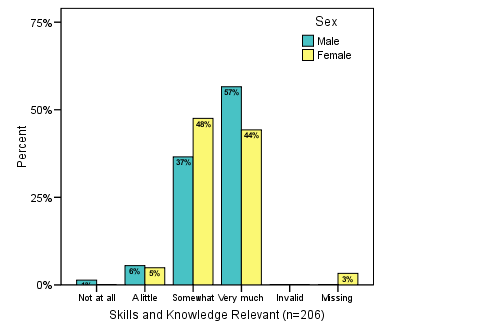 Sex
Male
Female
75%
50%
25%
0%
Percent
1%
6%
5%
37%
48%
57%
44%
3%
Not at all
A little
Somewhat
Very much
Invalid
Missing
Skills and Knowledge Relevant (n=206)